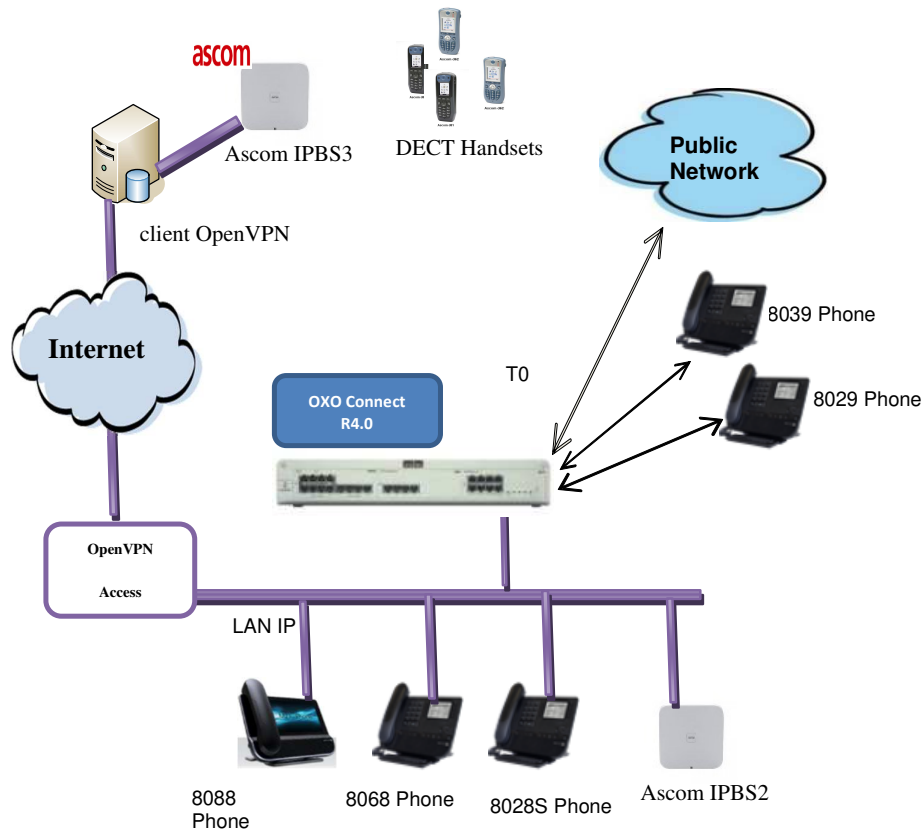 ascom
Ascom IPBS3
DECT Handsets
Public
Network
client OpenVPN
Internet
8039 Phone
T0
8029 Phone
OXO Connect
R4.0
OpenVPN
Access
LAN IP
8088
Phone
8068 Phone
8028S Phone
Ascom IPBS2